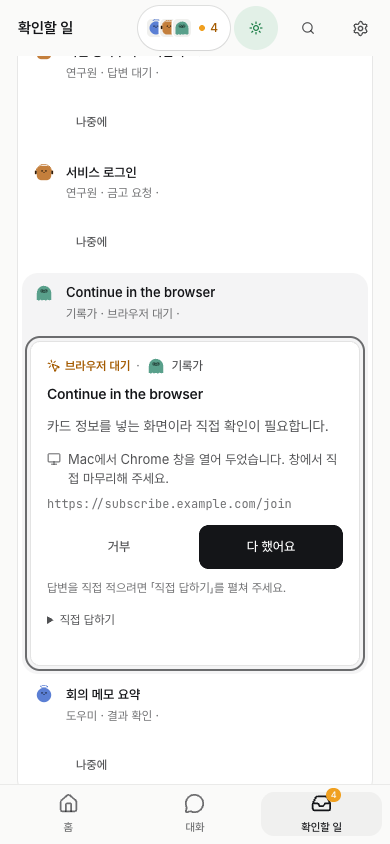 확인할 일
4
연구원 · 답변 대기 ·
나중에
서비스 로그인
연구원 · 금고 요청 ·
나중에
Continue in the browser
기록가 · 브라우저 대기 ·
브라우저 대기 · 기록가
Continue in the browser
카드 정보를 넣는 화면이라 직접 확인이 필요합니다.
Mac에서 Chrome 창을 열어 두었습니다. 창에서 직
접 마무리해 주세요.
https://subscribe.example.com/join
거부
다 했어요
답변을 직접 적으려면 「직접 답하기」를 펼쳐 주세요.
▶ 직접 답하기
회의 메모 요약
도우미 · 결과 확인 ·
나중에
4
홈
대화
확인할 일